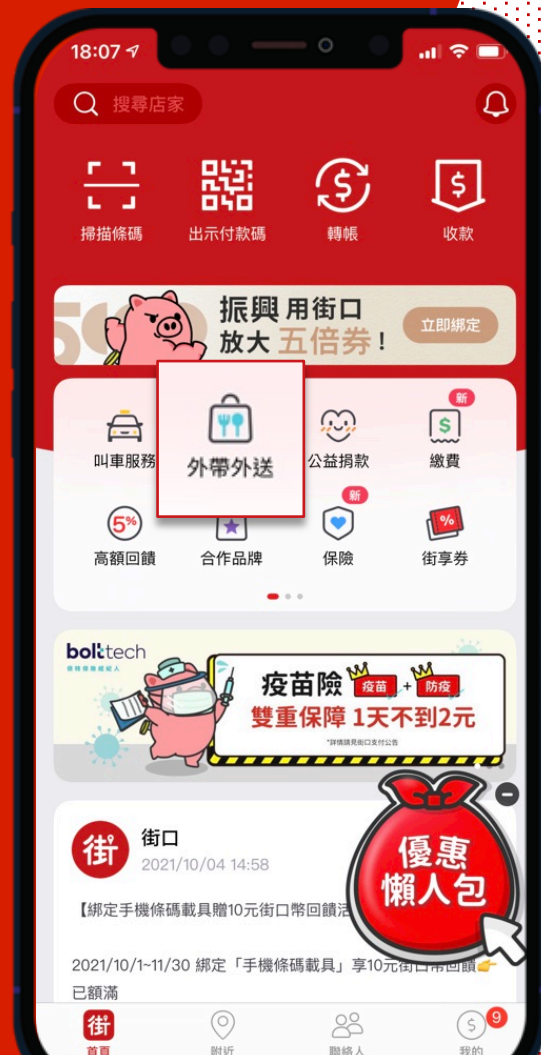 18:07
搜尋店家
掃描條碼
出示付款碼
轉帳
收款
振興用街口
放大五倍券!
立即綁定
新
叫車服務
外帶外送
公益捐款
$
繳費
5%
新
高額回饋
合作品牌
保險
%
街享券
bolttech
疫苗險 疫苗 + 防疫
雙重保障 1天不到2元
*詳情請見街口支付公告
街口
2021/10/04 14:58
優惠
懶人包
【綁定手機條碼載具贈10元街口幣回饋活
2021/10/1~11/30 綁定「手機條碼載具」享10元街口幣回饋👉
已額滿
街
首頁
附近
聯絡人
9
我的